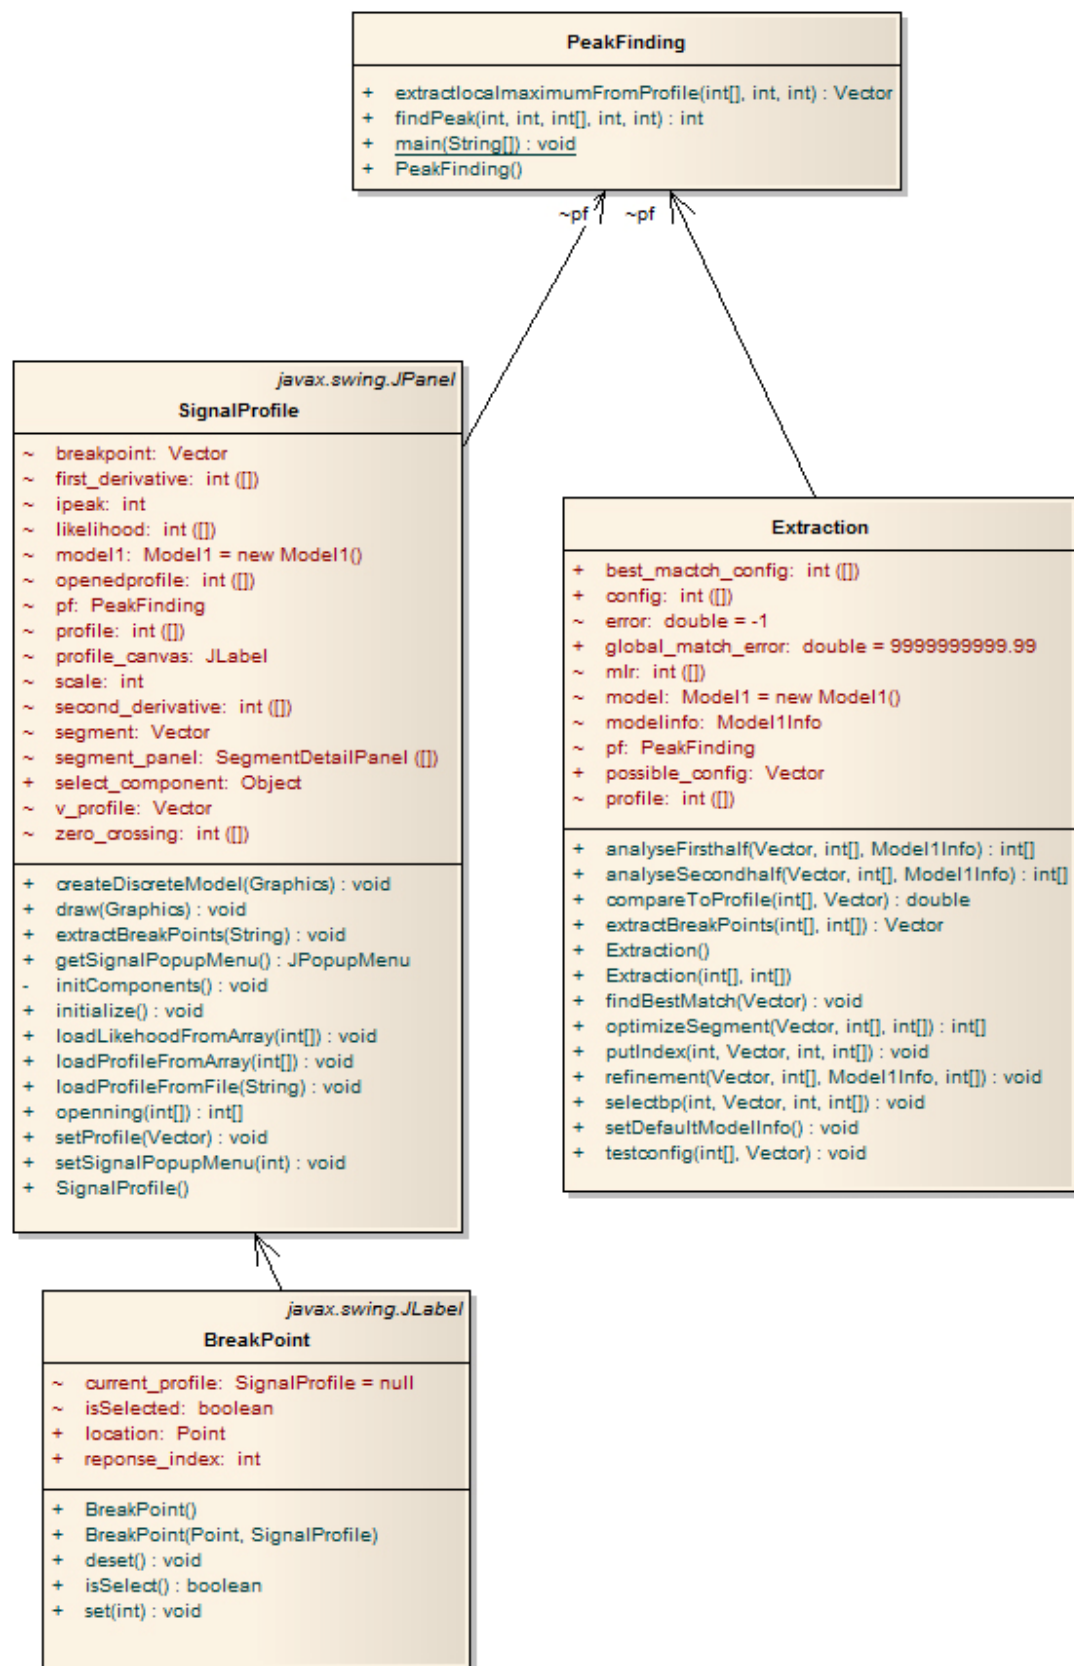 PeakFinding
+ extractlocalmaximumFromProfile(int[], int, int) : Vector
+ findPeak(int, int, int[], int, int) : int
+ main(String[]) : void
+ PeakFinding()
~pf ~pf
javax.swing.JPanel
SignalProfile
~ breakpoint: Vector
~ first_derivative: int ([])
~ ipeak: int
~ likelihood: int ([])
~ model1: Model1 = new Model1()
~ openedprofile: int ([])
~ pf: PeakFinding
~ profile: int ([])
~ profile_canvas: JLabel
~ scale: int
~ second_derivative: int ([])
~ segment: Vector
~ segment_panel: SegmentDetailPanel ([])
+ select_component: Object
~ v_profile: Vector
~ zero_crossing: int ([])
+ createDiscreteModel(Graphics) : void
+ draw(Graphics) : void
+ extractBreakPoints(String) : void
+ getSignalPopupMenu() : JPopupMenu
- initComponents() : void
+ initialize() : void
+ loadLikehoodFromArray(int[]) : void
+ loadProfileFromArray(int[]) : void
+ loadProfileFromFile(String) : void
+ openning(int[]) : int[]
+ setProfile(Vector) : void
+ setSignalPopupMenu(int) : void
+ SignalProfile()
Extraction
+ best_mactch_config: int ([])
+ config: int ([])
~ error: double = -1
+ global_match_error: double = 9999999999.99
~ mlr: int ([])
~ model: Model1 = new Model1()
~ modelinfo: Model1Info
~ pf: PeakFinding
+ possible_config: Vector
~ profile: int ([])
+ analyseFirsthalf(Vector, int[], Model1Info) : int[]
+ analyseSecondhalf(Vector, int[], Model1Info) : int[]
+ compareToProfile(int[], Vector) : double
+ extractBreakPoints(int[], int[]) : Vector
+ Extraction()
+ Extraction(int[], int[])
+ findBestMatch(Vector) : void
+ optimizeSegment(Vector, int[], int[]) : int[]
+ putIndex(int, Vector, int, int[]) : void
+ refinement(Vector, int[], Model1Info, int[]) : void
+ selectbp(int, Vector, int, int[]) : void
+ setDefaultModelInfo() : void
+ testconfig(int[], Vector) : void
javax.swing.JLabel
BreakPoint
~ current_profile: SignalProfile = null
~ isSelected: boolean
+ location: Point
+ reponse_index: int
+ BreakPoint()
+ BreakPoint(Point, SignalProfile)
+ deset() : void
+ isSelect() : boolean
+ set(int) : void